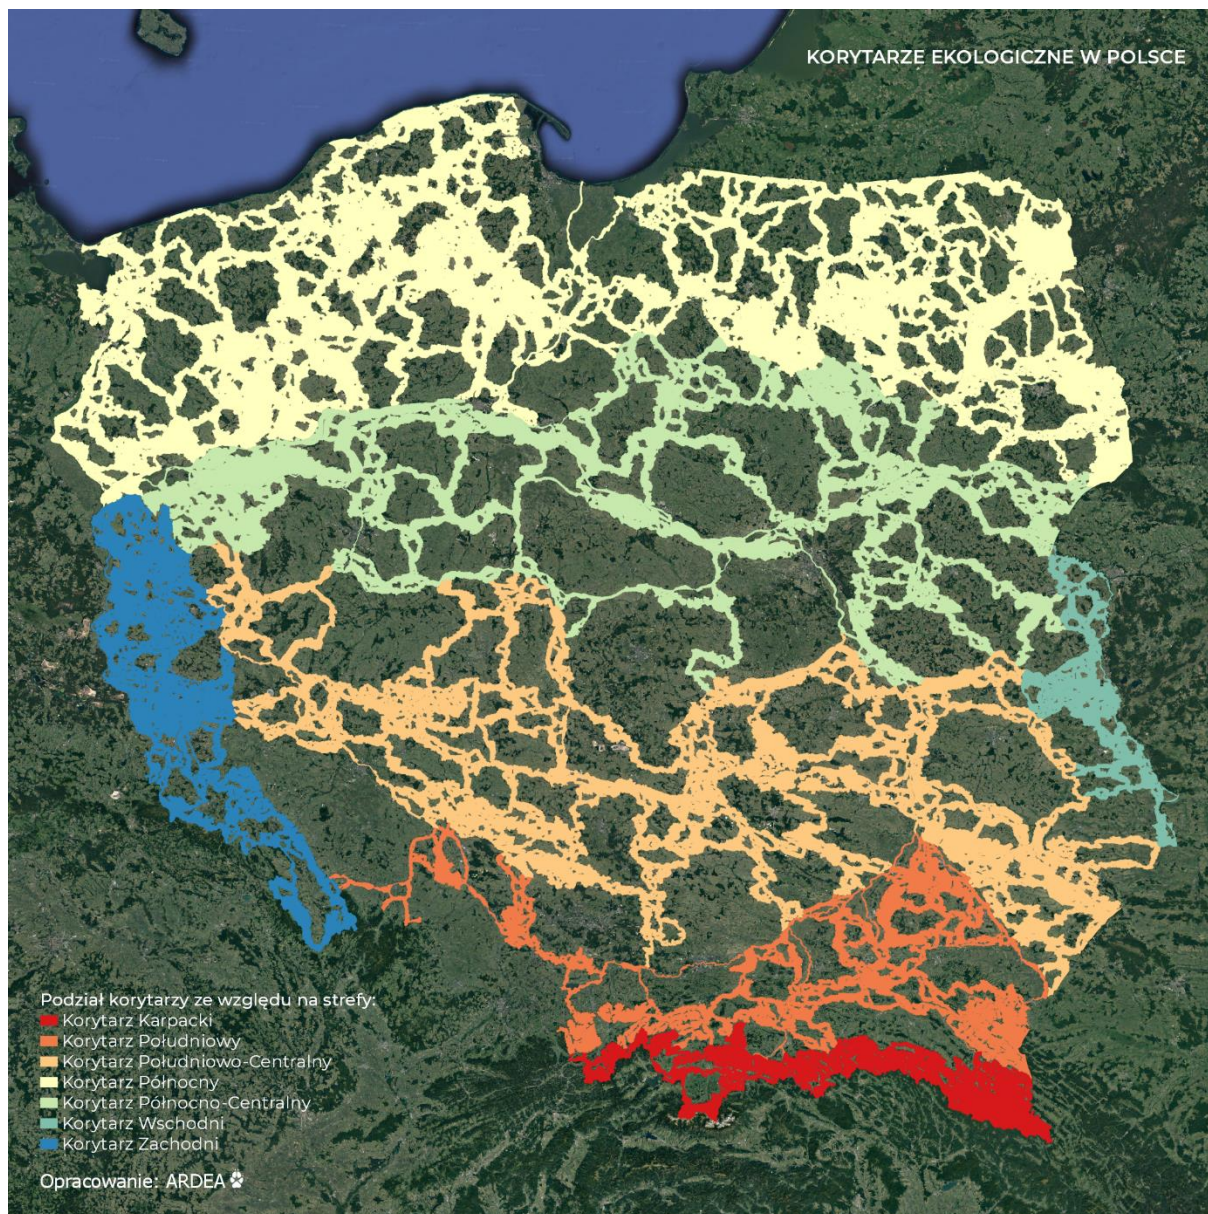 KORYTARZE EKOLOGICZNE W POLSCE
Podział korytarzy ze względu na strefy:
Korytarz Karpacki
Korytarz Południowy
Korytarz Południowo-Centralny
Korytarz Północny
Korytarz Północno-Centralny
Korytarz Wschodni
Korytarz Zachodni
Opracowanie: ARDEA